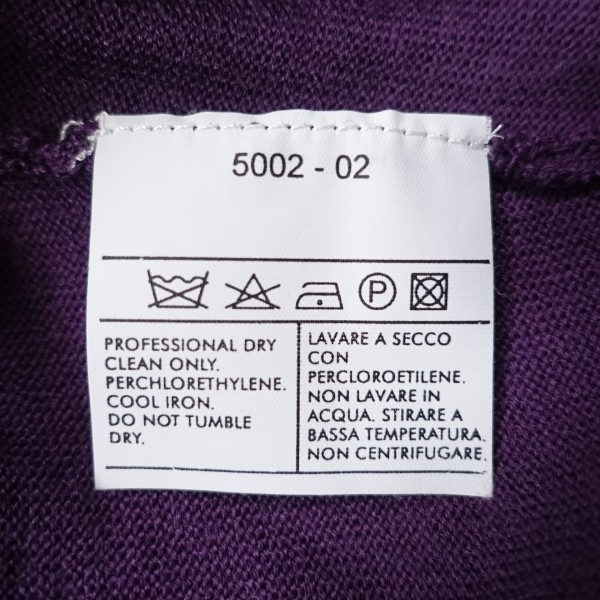 5002 - 02
P
PROFESSIONAL DRY
CLEAN ONLY.
PERCHLORETHYLENE.
COOL IRON.
DO NOT TUMBLE
DRY.
LAVARE A SECCO
CON
PERCLOROETILENE.
NON LAVARE IN
ACQUA. STIRARE A
BASSA TEMPERATURA.
NON CENTRIFUGARE.